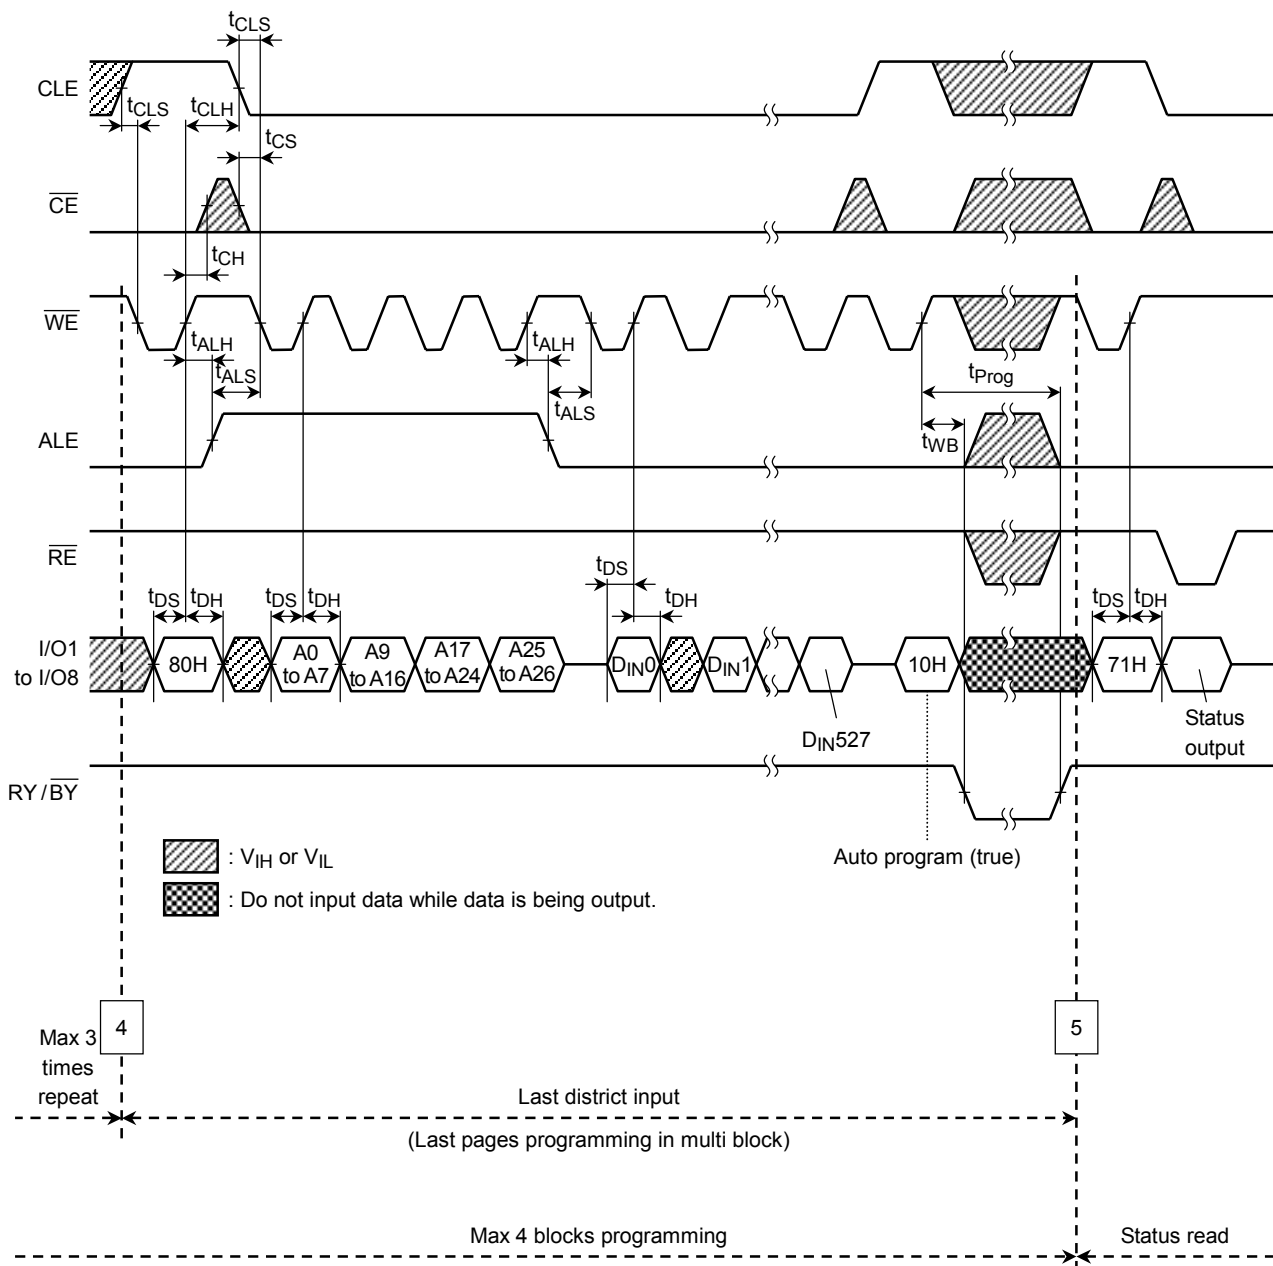 tCLS
CLE
tCLS
tCLH
tCS
CE
tCH
WE
tALH
tALS
tALH
tALS
tProg
tWB
ALE
RE
tDS
tDH
tDS
tDH
tDS
tDH
tDS
tDH
I/O1
to I/O8
80H
A0
to A7
A9
to A16
A17
to A24
A25
to A26
DIN0
DIN1
DIN527
10H
71H
Status
output
RY/BY
Auto program (true)
: VIH or VIL
: Do not input data while data is being output.
4
5
Max 3
times
repeat
Last district input
(Last pages programming in multi block)
Max 4 blocks programming
Status read